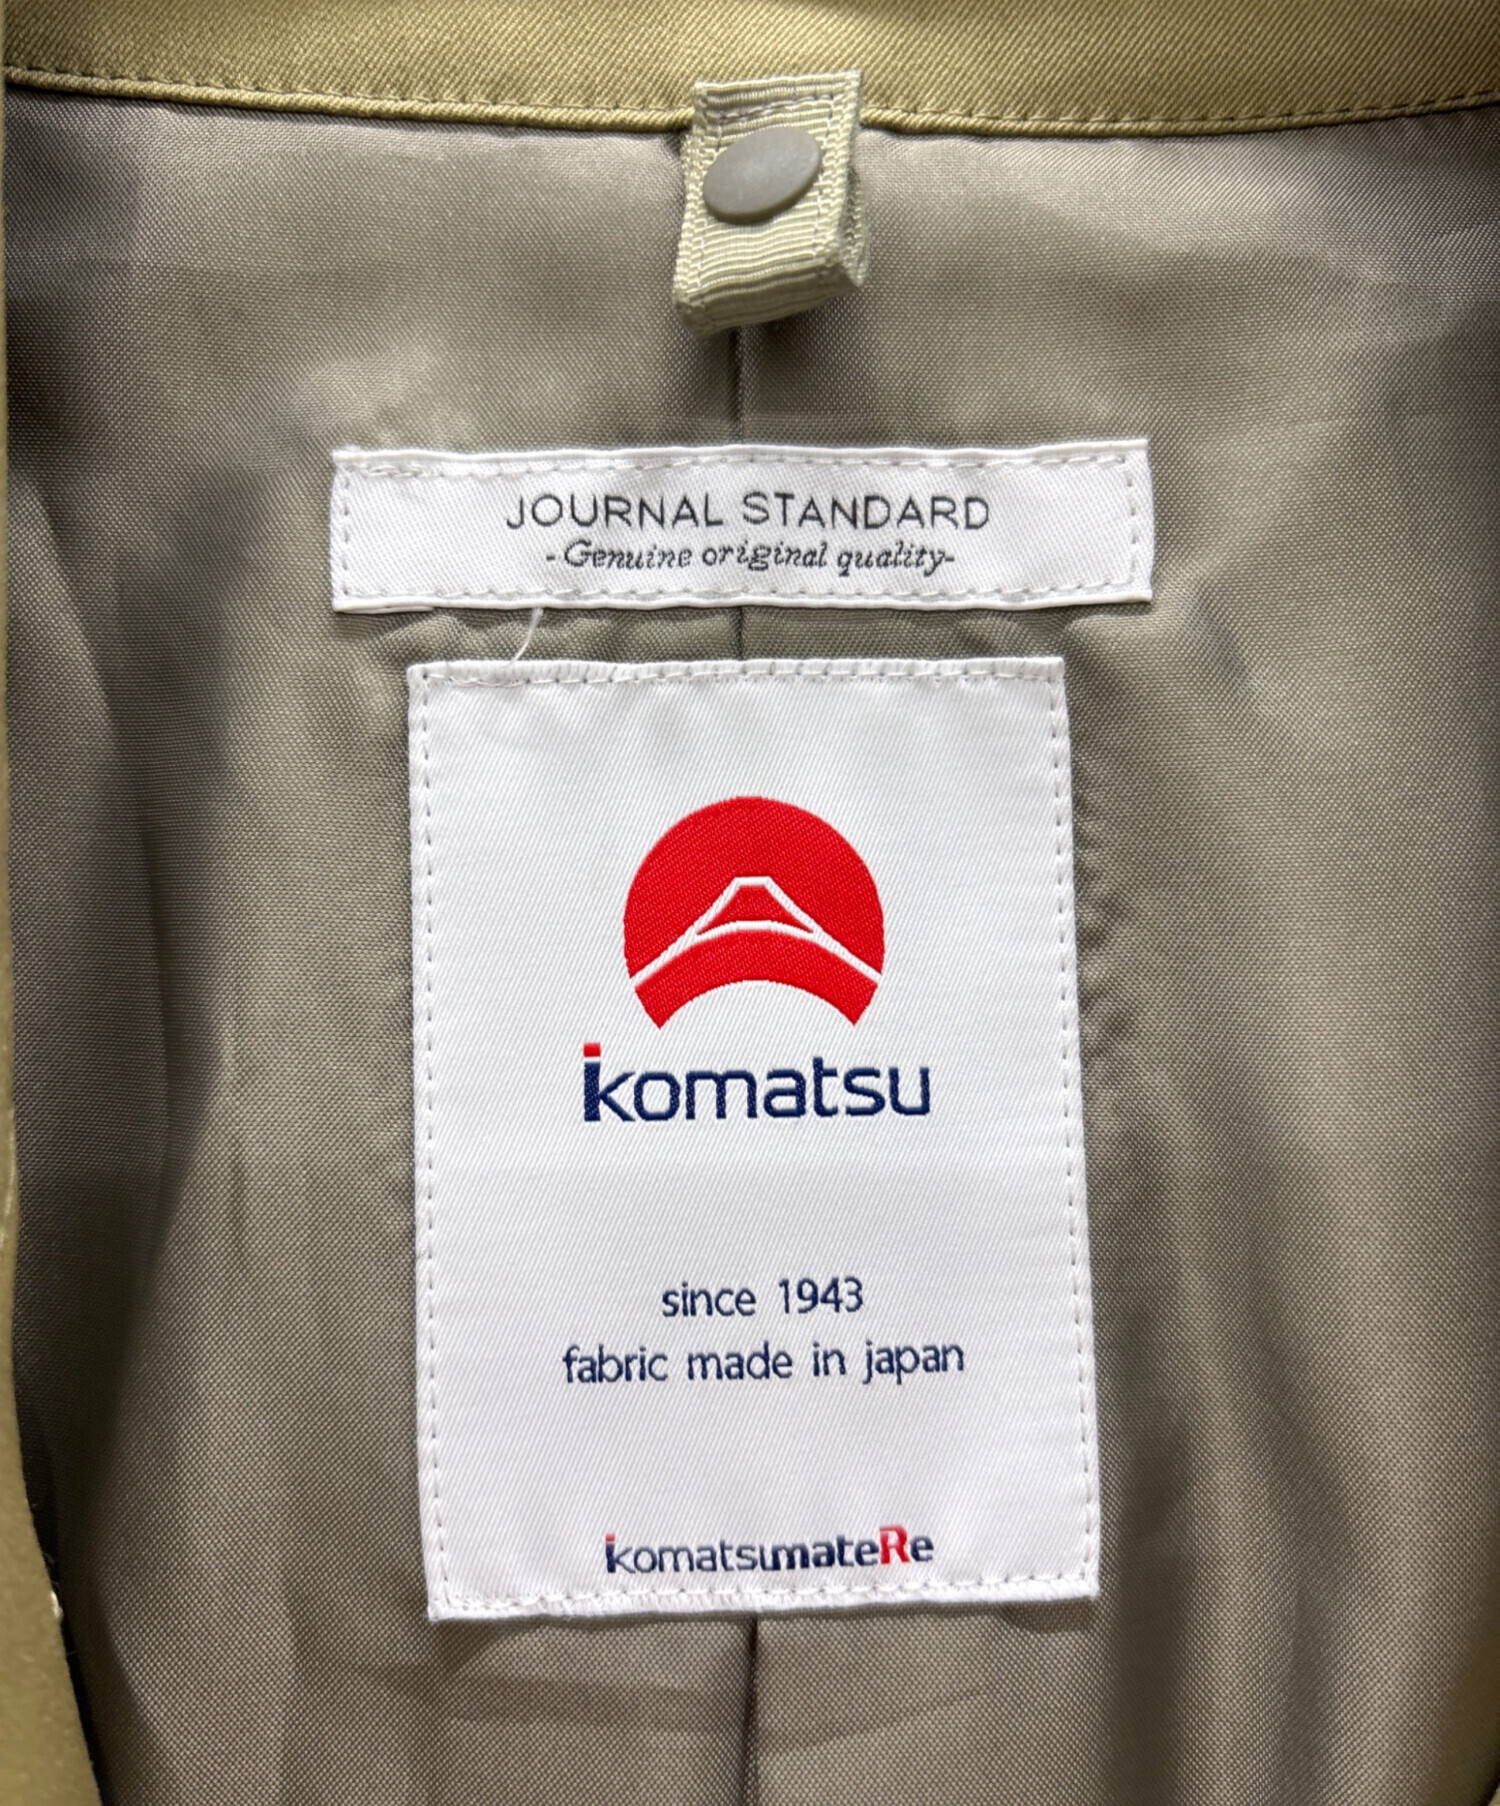 JOURNAL STANDARD
-Genuine original quality-
komatsu
since 1943
fabric made in japan
komatsumateRe